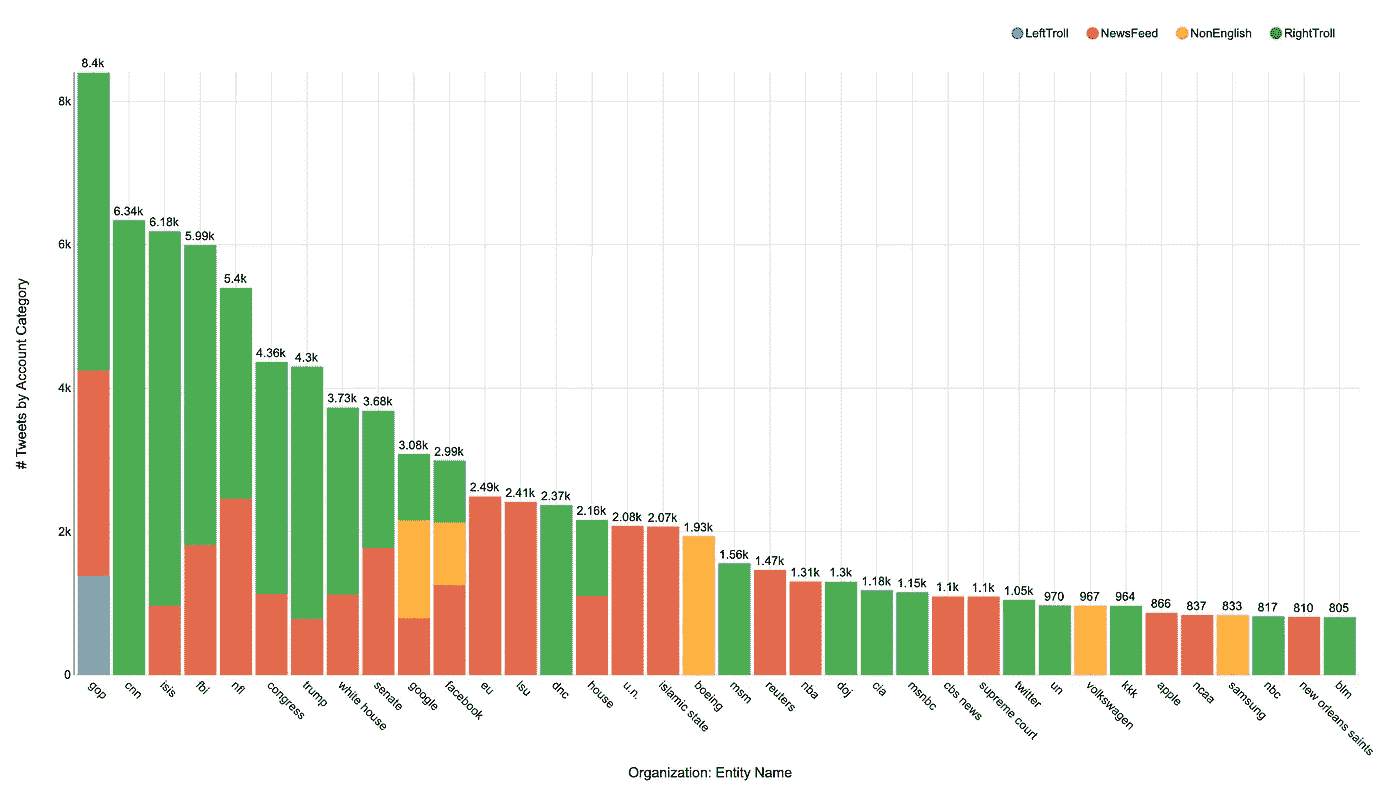 LeftTroll NewsFeed NonEnglish RightTroll
# Tweets by Account Category
8k
6k
4k
2k
0
8.4k
6.34k
6.18k
5.99k
5.4k
4.36k
4.3k
3.73k
3.68k
3.08k
2.99k
2.49k
2.41k
2.37k
2.16k
2.08k
2.07k
1.93k
1.56k
1.47k
1.31k
1.3k
1.18k
1.15k
1.1k
1.1k
1.05k
970
967
964
866
837
833
817
810
805
gop
cnn
isis
fbi
nfl
congress
trump
white house
senate
google
facebook
eu
lsu
dnc
house
u.n.
islamic state
boeing
msm
reuters
nba
doj
cia
msnbc
cbs news
supreme court
twitter
un
volkswagen
kkk
apple
ncaa
samsung
nbc
new orleans saints
blm
Organization: Entity Name